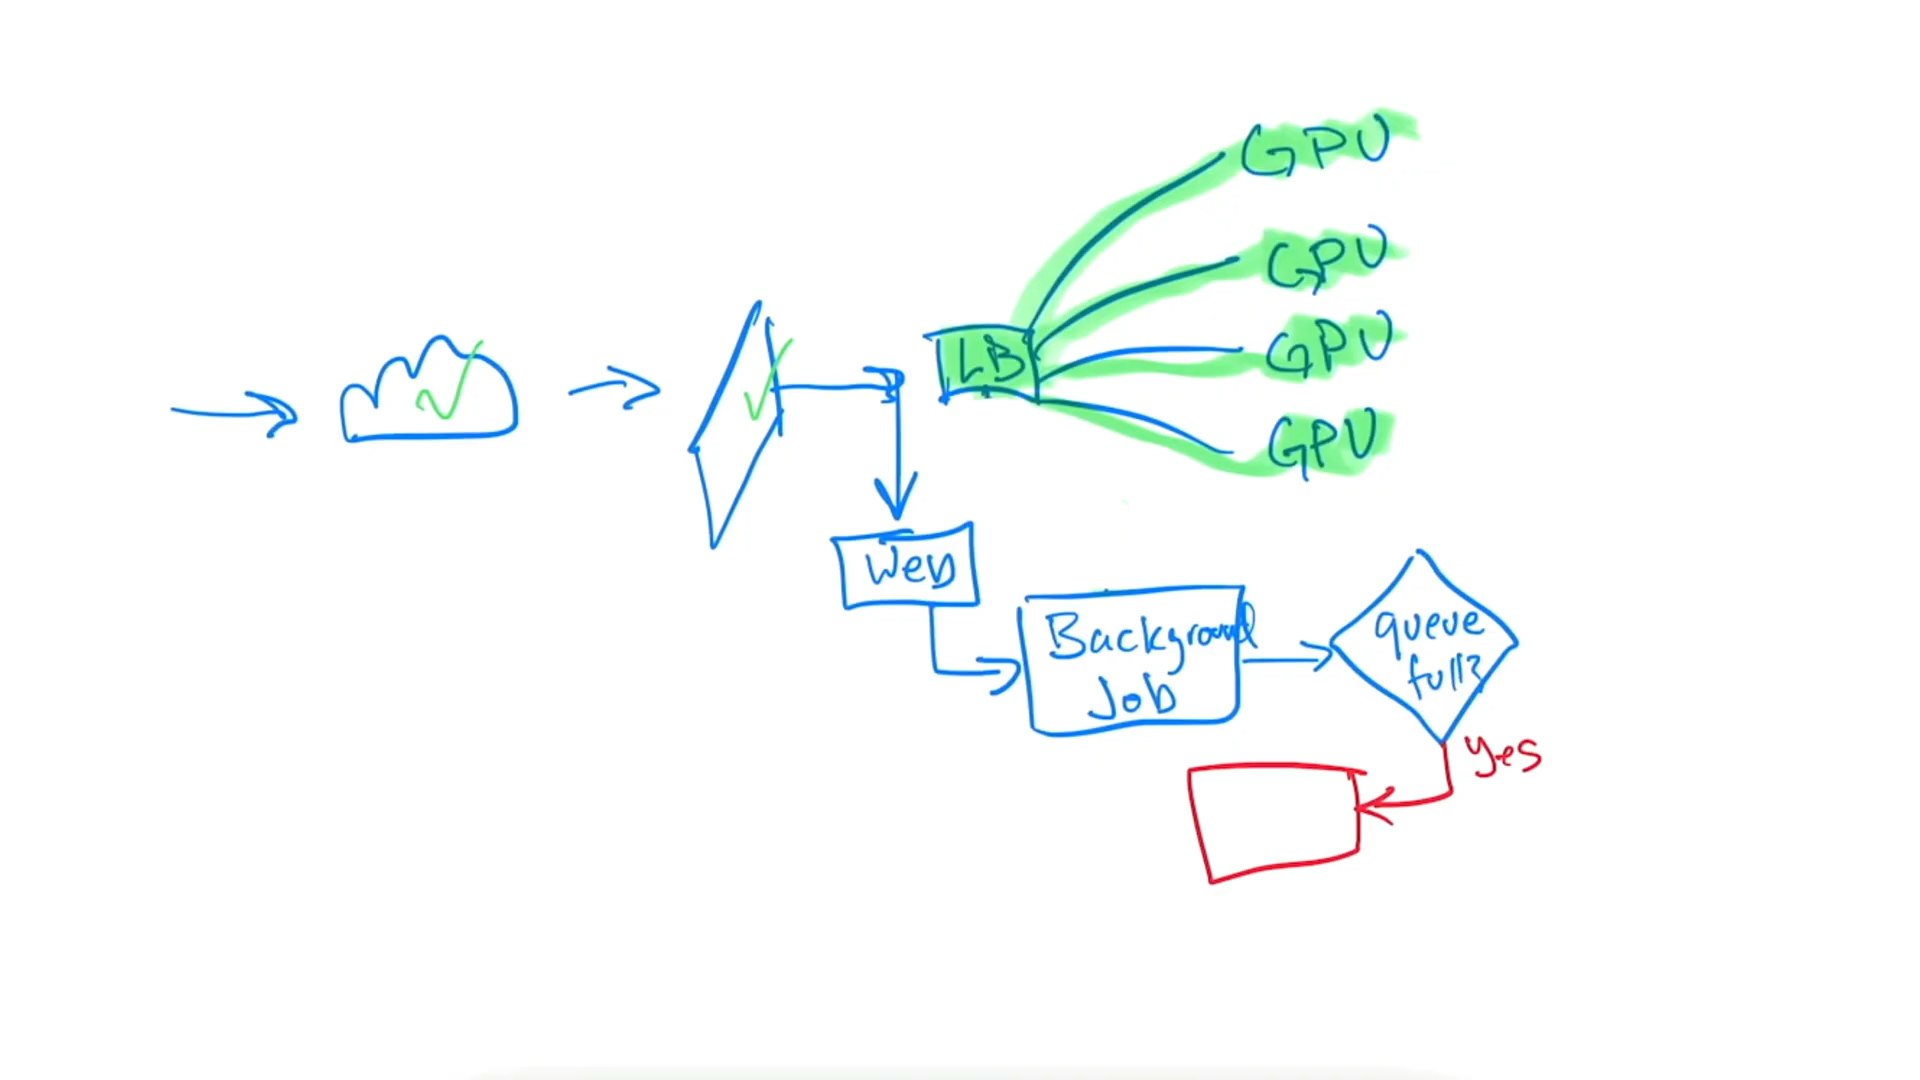 GPU
GPU
LB
GPU
GPU
Web
Background
Job
queue
full?
yes